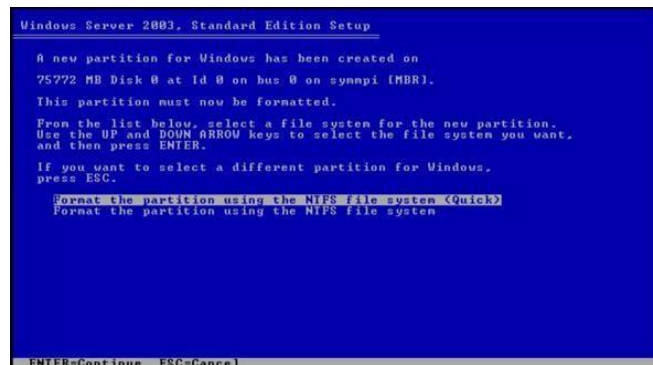 Windows Server 2003, Standard Edition Setup
A new partition for Windows has been created on
75772 MB Disk 0 at Id 0 on bus 0 on symmpi [MBR].
This partition must now be formatted.
From the list below, select a file system for the new partition.
Use the UP and DOWN ARROW keys to select the file system you want,
and then press ENTER.
If you want to select a different partition for Windows,
press ESC.
Format the partition using the NTFS file system (Quick)
Format the partition using the NTFS file system
ENTER=Continue ESC=Cancel